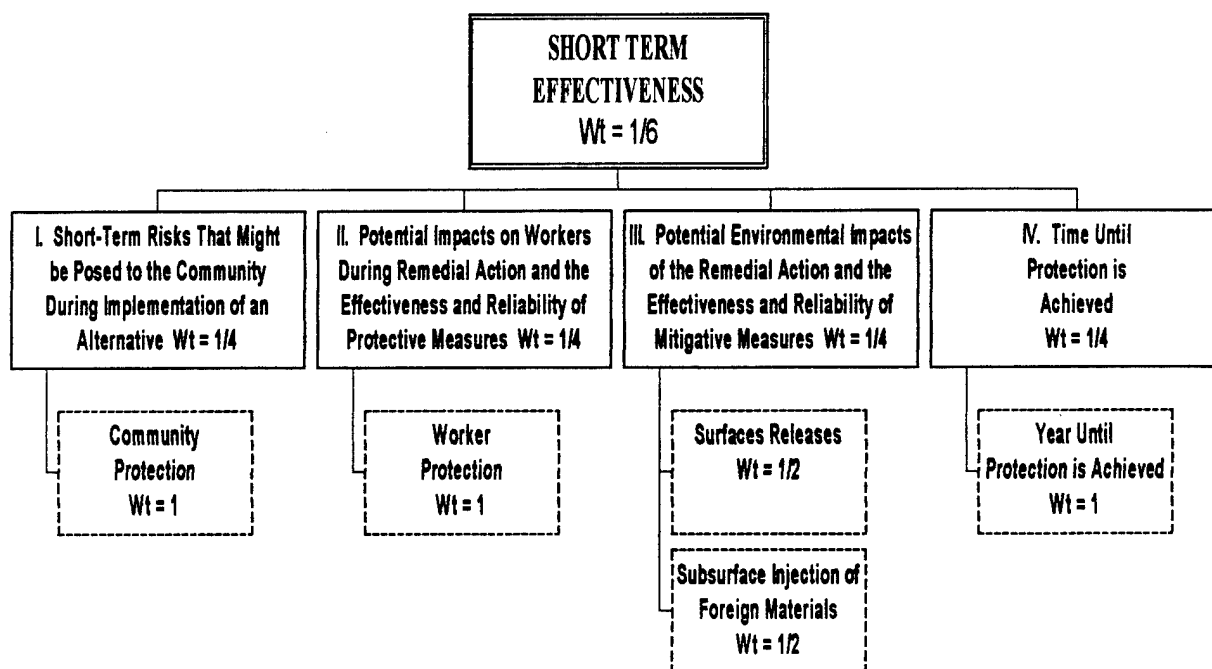 SHORT TERM
EFFECTIVENESS
Wt = 1/6
I. Short-Term Risks That Might
be Posed to the Community
During Implementation of an
Alternative Wt = 1/4
II. Potential Impacts on Workers
During Remedial Action and the
Effectiveness and Reliability of
Protective Measures Wt = 1/4
III. Potential Environmental Impacts
of the Remedial Action and the
Effectiveness and Reliability of
Mitigative Measures Wt = 1/4
IV. Time Until
Protection is
Achieved
Wt = 1/4
Community
Protection
Wt = 1
Worker
Protection
Wt = 1
Surfaces Releases
Wt = 1/2
Year Until
Protection is Achieved
Wt = 1
Subsurface Injection of
Foreign Materials
Wt = 1/2